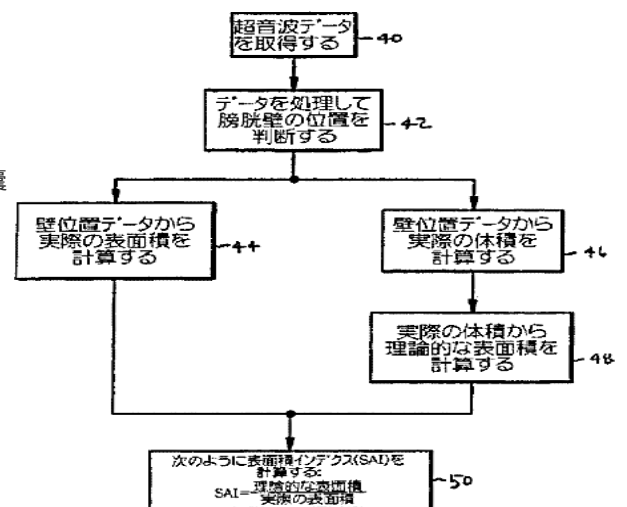 超音波データ
を取得する
40
データを処理して
膀胱壁の位置を
判断する
42
壁位置データから
実際の表面積を
計算する
44
壁位置データから
実際の体積を
計算する
46
実際の体積から
理論的な表面積を
計算する
48
次のように表面積インデクス(SAI)を
計算する:
SAI=理論的な表面積
実際の表面積
50